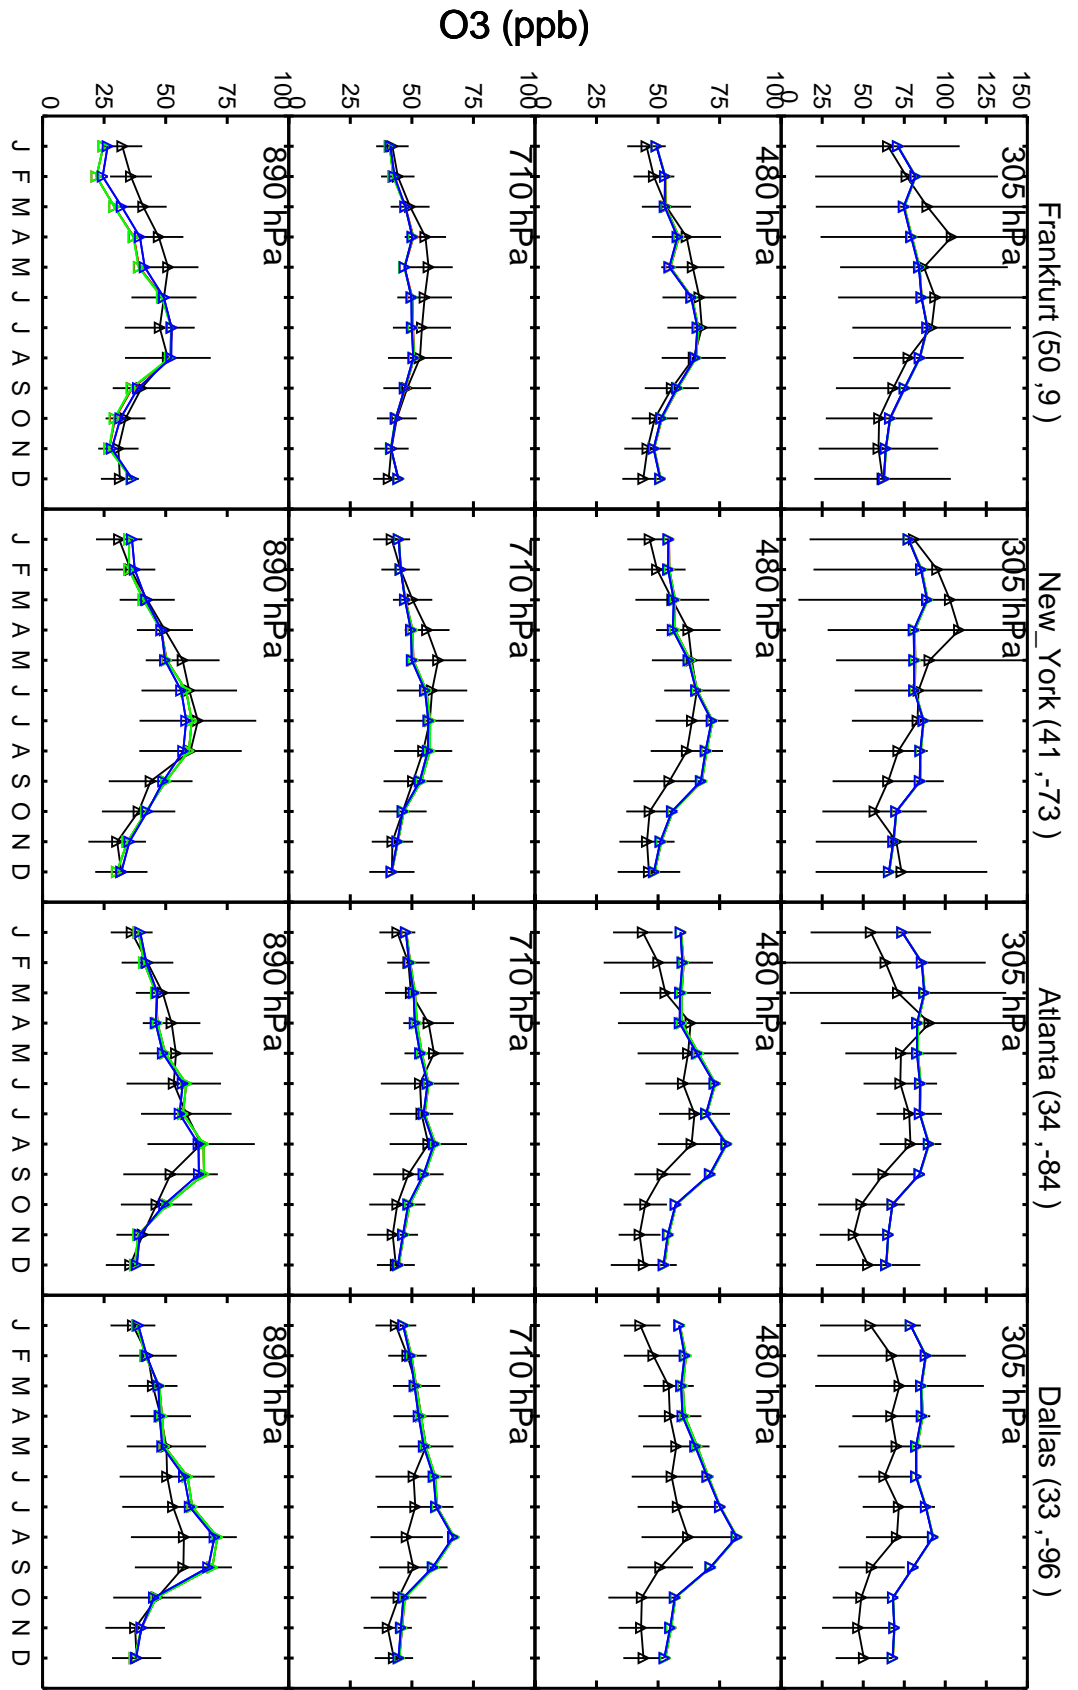 O3 (ppb)
Frankfurt (50 ,9 )
New_York (41 ,-73 )
Atlanta (34 ,-84 )
Dallas (33 ,-96 )
150
125
100
75
50
25
0
305 hPa
305 hPa
305 hPa
305 hPa
100
75
50
25
0
480 hPa
480 hPa
480 hPa
480 hPa
100
75
50
25
0
710 hPa
710 hPa
710 hPa
710 hPa
100
75
50
25
0
890 hPa
890 hPa
890 hPa
890 hPa
J F M A M J J A S O N D
J F M A M J J A S O N D
J F M A M J J A S O N D
J F M A M J J A S O N D